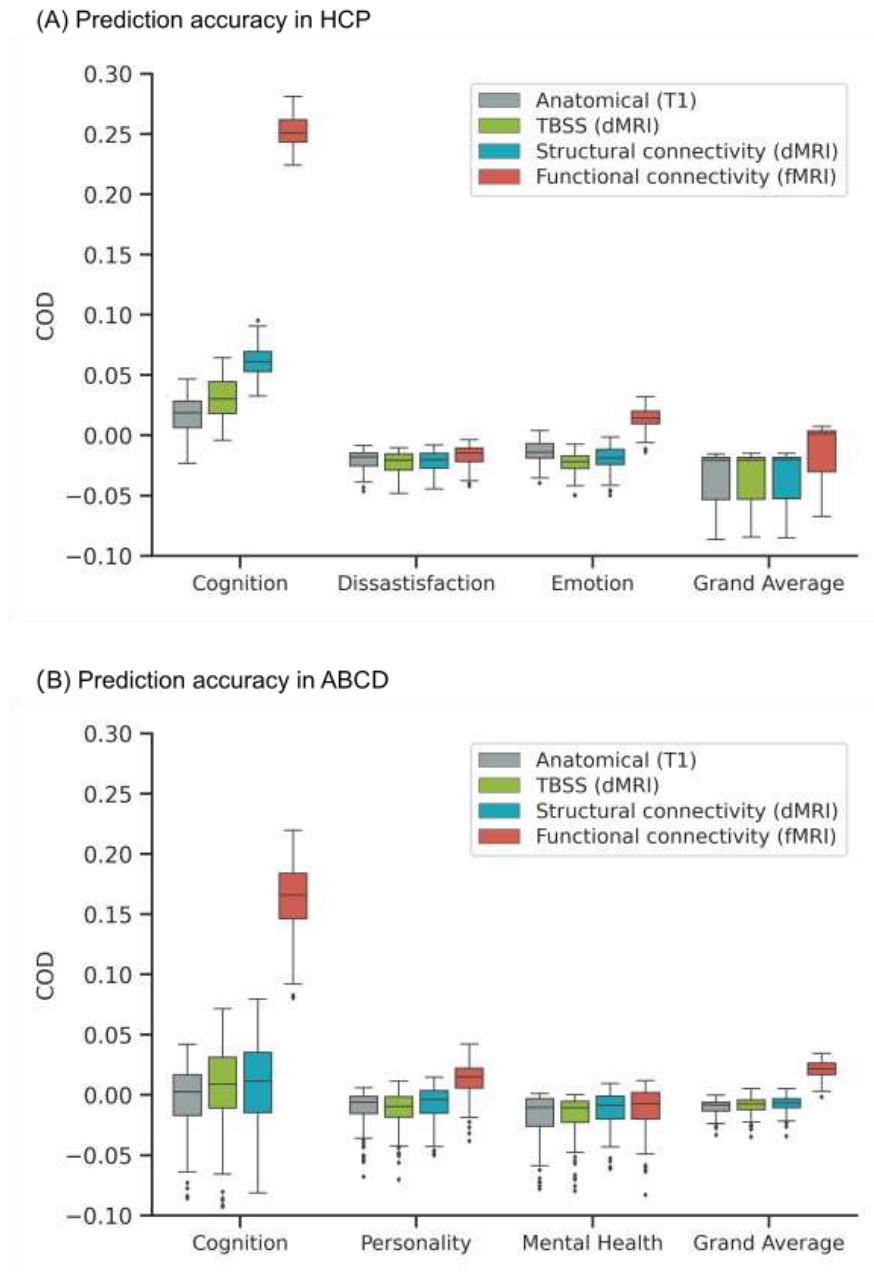 (A) Prediction accuracy in HCP
0.30
0.25
0.20
0.15
0.10
0.05
0.00
−0.05
−0.10
COD
Anatomical (T1)
TBSS (dMRI)
Structural connectivity (dMRI)
Functional connectivity (fMRI)
Cognition
Dissastisfaction
Emotion
Grand Average
(B) Prediction accuracy in ABCD
0.30
0.25
0.20
0.15
0.10
0.05
0.00
−0.05
−0.10
COD
Anatomical (T1)
TBSS (dMRI)
Structural connectivity (dMRI)
Functional connectivity (fMRI)
Cognition
Personality
Mental Health
Grand Average